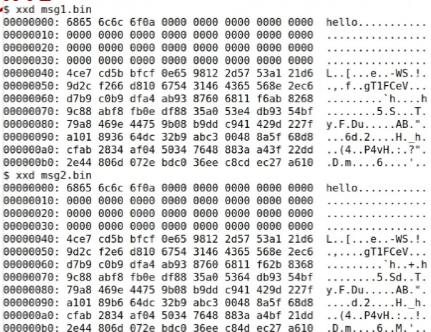 $ xxd msg1.bin
00000000: 6865 6c6c 6f0a 0000 0000 0000 0000 0000 hello...........
00000010: 0000 0000 0000 0000 0000 0000 0000 0000 ................
00000020: 0000 0000 0000 0000 0000 0000 0000 0000 ................
00000030: 0000 0000 0000 0000 0000 0000 0000 0000 ................
00000040: 4ce7 cd5b bfcf 0e65 9812 2d57 53a1 21d6 L..[...e..-WS.!.
00000050: 9d2c f266 d810 6754 3146 4365 568e 2ec6 .,.f..gT1FCeV...
00000060: d7b9 c0b9 dfa4 ab93 8760 6811 f6ab 8268 .........`h....h
00000070: 9c88 abf8 fb0e df88 35a0 53e4 db93 54bf ........5.S...T.
00000080: 79a8 469e 4475 9b08 b9dd c941 429d 227f y.F.Du.....AB.".
00000090: a101 8936 64dc 32b9 abc3 0048 8a5f 68d8 ...6d.2....H._h.
000000a0: cfab 2834 af04 5034 7648 883a a43f 22dd ..(4..P4vH.:.?".
000000b0: 2e44 806d 072e bdc0 36ee c8cd ec27 a610 .D.m....6....'..
$ xxd msg2.bin
00000000: 6865 6c6c 6f0a 0000 0000 0000 0000 0000 hello...........
00000010: 0000 0000 0000 0000 0000 0000 0000 0000 ................
00000020: 0000 0000 0000 0000 0000 0000 0000 0000 ................
00000030: 0000 0000 0000 0000 0000 0000 0000 0000 ................
00000040: 4ce7 cd5b bfcf 0e65 9812 2d57 53a1 21d6 L..[...e..-WS.!.
00000050: 9d2c f2e6 d810 6754 3146 4365 568e 2ec6 .,....gT1FCeV...
00000060: d7b9 c0b9 dfa4 ab93 8760 6811 f62b 8368 .........`h..+.h
00000070: 9c88 abf8 fb0e df88 35a0 5364 db93 54bf ........5.Sd..T.
00000080: 79a8 469e 4475 9b08 b9dd c941 429d 227f y.F.Du.....AB.".
00000090: a101 89b6 64dc 32b9 abc3 0048 8a5f 68d8 ....d.2....H._h.
000000a0: cfab 2834 af04 5034 7648 883a a4bf 21dd ..(4..P4vH.:..!.
000000b0: 2e44 806d 072e bdc0 36ee c8cd ec27 a610 .D.m....6....'..